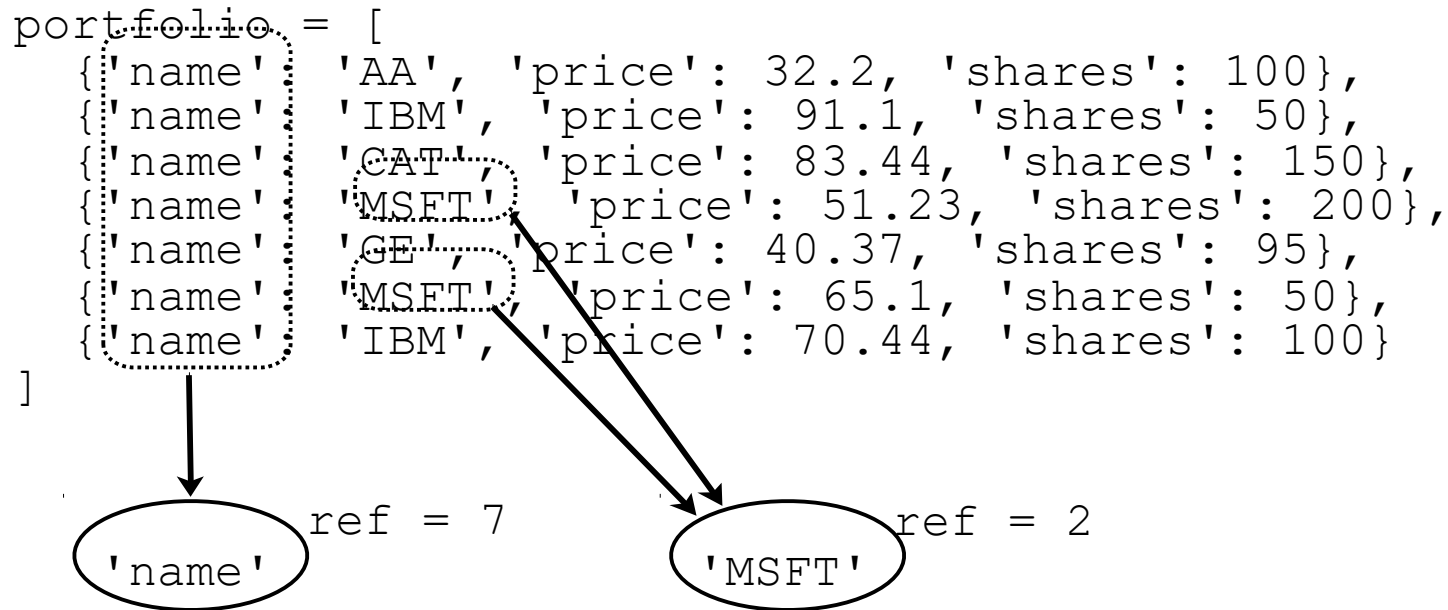 portfolio = [
{'name': 'AA', 'price': 32.2, 'shares': 100},
{'name': 'IBM', 'price': 91.1, 'shares': 50},
{'name': 'CAT', 'price': 83.44, 'shares': 150},
{'name': 'MSFT', 'price': 51.23, 'shares': 200},
{'name': 'GE', 'price': 40.37, 'shares': 95},
{'name': 'MSFT', 'price': 65.1, 'shares': 50},
{'name': 'IBM', 'price': 70.44, 'shares': 100}
]
ref = 7 ref = 2
'name' 'MSFT'